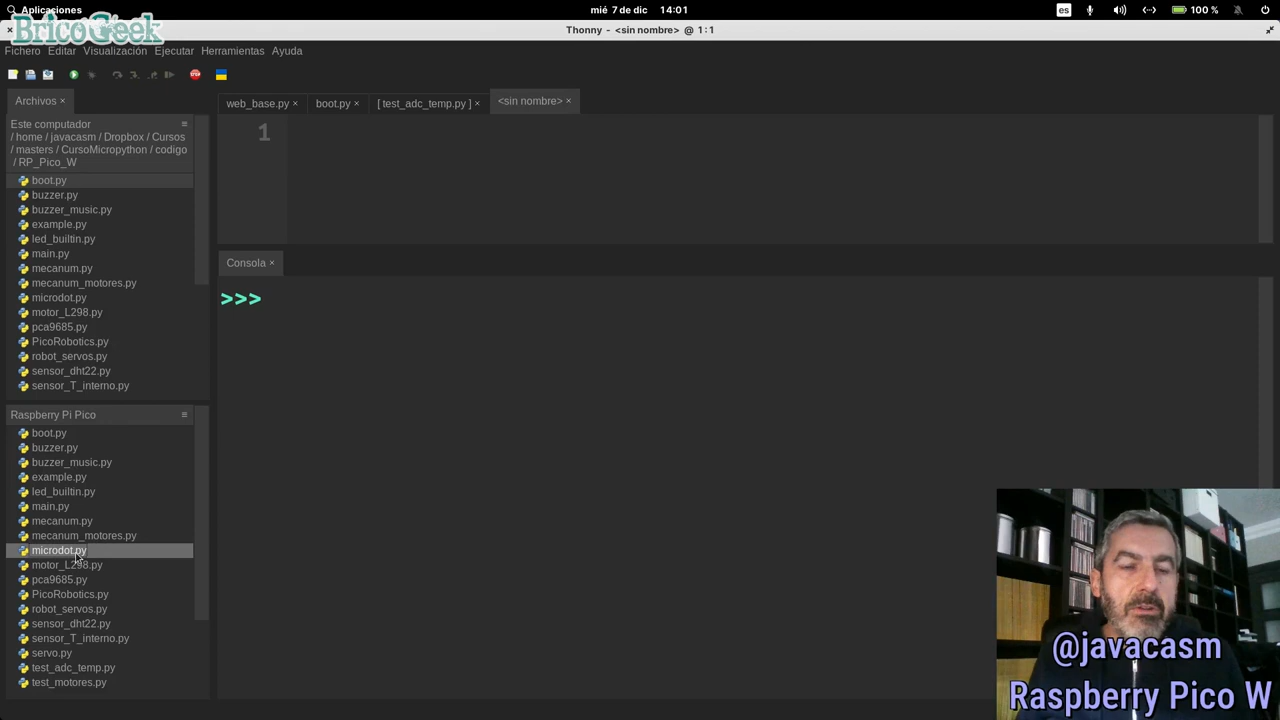 Aplicaciones
mié 7 de dic 14:01
es
100 %
BricoGeek
Thonny - <sin nombre> @ 1 : 1
Fichero Editar Visualización Ejecutar Herramientas Ayuda
Archivos ×
web_base.py × boot.py × [ test_adc_temp.py ] × <sin nombre> ×
Este computador
/ home / javacasm / Dropbox / Cursos
/ masters / CursoMicropython / codigo
/ RP_Pico_W
boot.py
buzzer.py
buzzer_music.py
example.py
led_builtin.py
main.py
mecanum.py
mecanum_motores.py
microdot.py
motor_L298.py
pca9685.py
PicoRobotics.py
robot_servos.py
sensor_dht22.py
sensor_T_interno.py
1
Consola ×
>>>
Raspberry Pi Pico
boot.py
buzzer.py
buzzer_music.py
example.py
led_builtin.py
main.py
mecanum.py
mecanum_motores.py
microdot.py
motor_L298.py
pca9685.py
PicoRobotics.py
robot_servos.py
sensor_dht22.py
sensor_T_interno.py
servo.py
test_adc_temp.py
test_motores.py
@javacasm
Raspberry Pico W